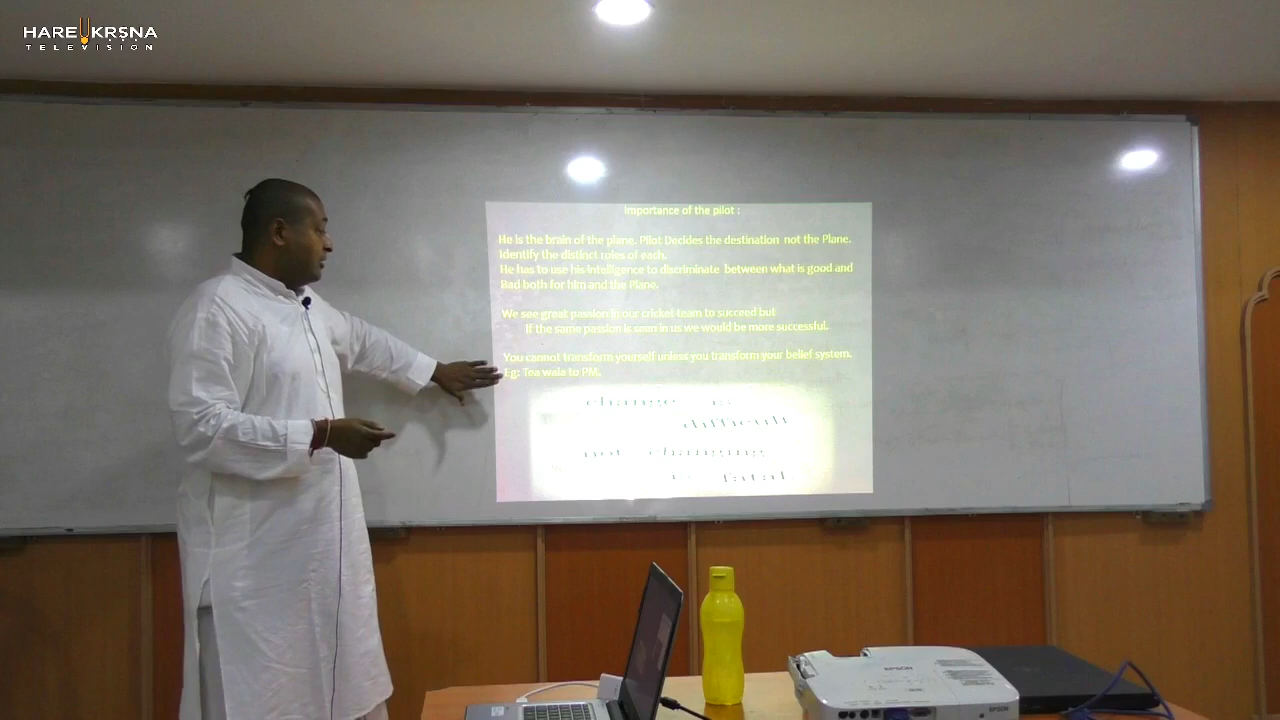 HARE KRSNA
TELEVISION
Importance of the pilot :
He is the brain of the plane. Pilot Decides the destination not the Plane.
Identify the distinct roles of each.
He has to use his intelligence to discriminate between what is good and
Bad both for him and the Plane.
We see great passion in our cricket team to succeed but
If the same passion is seen in us we would be more successful.
You cannot transform yourself unless you transform your belief system.
Eg: Tea wala to PM.
change is
difficult
not changing
is fatal
EPSON
EPSON